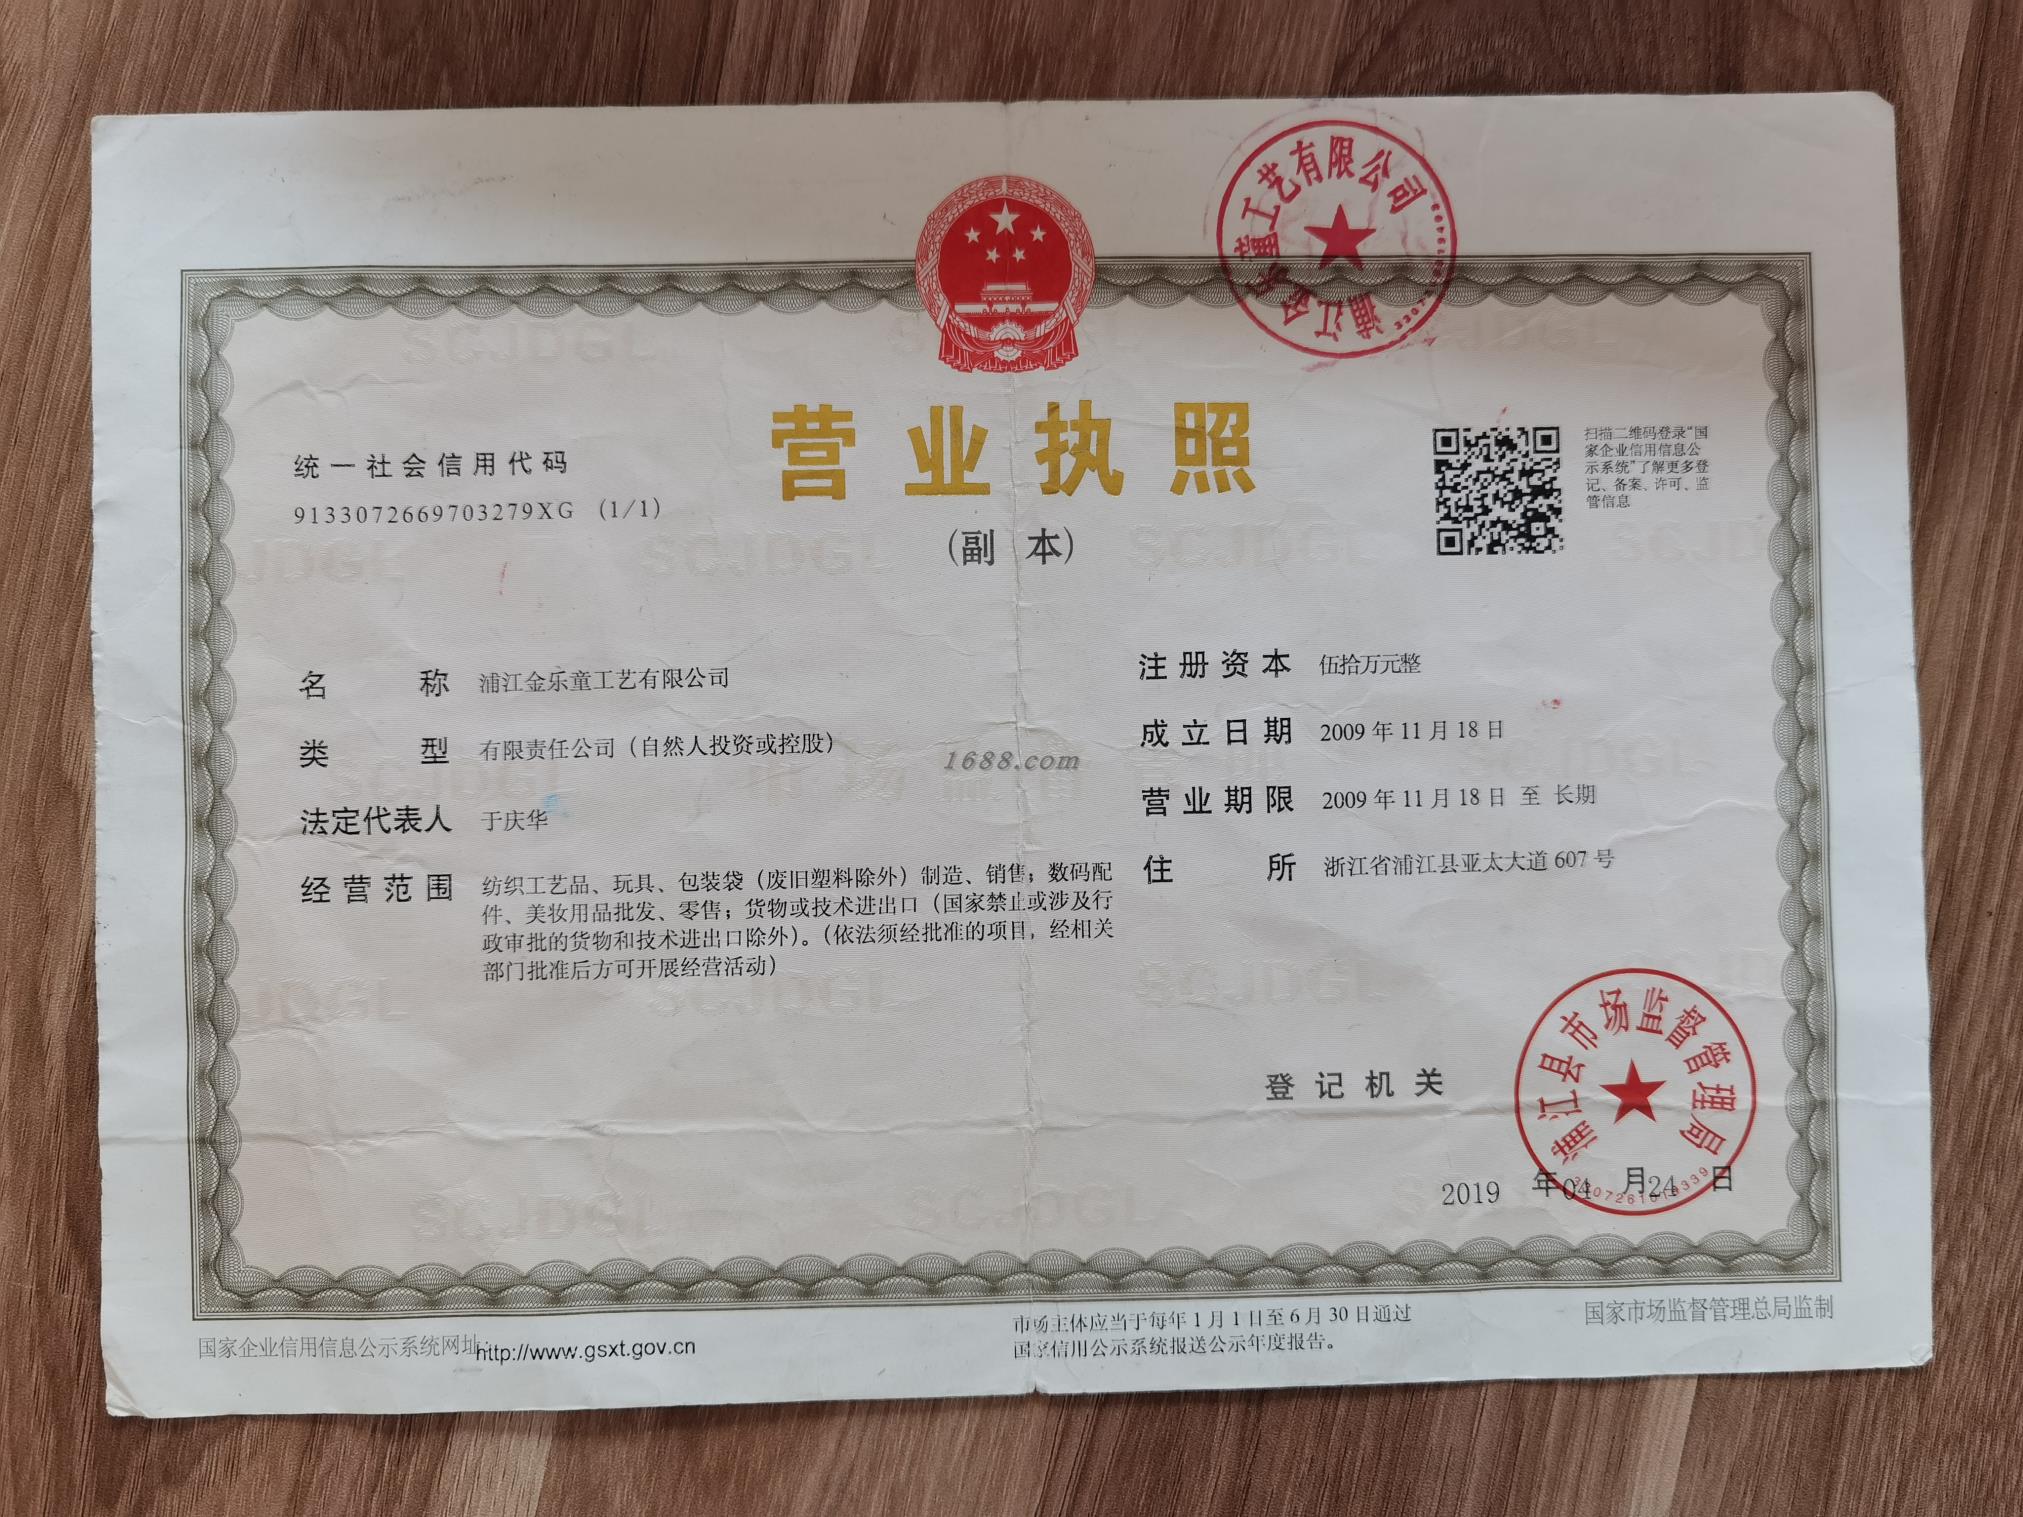 浦江金乐童工艺有限公司
营业执照
(副本)
统一社会信用代码
9133072669703279XG (1/1)
扫描二维码登录“国
家企业信用信息公
示系统”了解更多登
记、备案、许可、监
管信息
名称 浦江金乐童工艺有限公司
类型 有限责任公司(自然人投资或控股)
法定代表人 于庆华
经营范围 纺织工艺品、玩具、包装袋(废旧塑料除外)制造、销售;数码配
件、美妆用品批发、零售;货物或技术进出口(国家禁止或涉及行
政审批的货物和技术进出口除外)。(依法须经批准的项目,经相关
部门批准后方可开展经营活动)
注册资本 伍拾万元整
成立日期 2009年11月18日
营业期限 2009年11月18日 至 长期
住所 浙江省浦江县亚太大道607号
1688.com
登记机关
浦江县市场监督管理局
2019年04月24日
国家企业信用信息公示系统网址http://www.gsxt.gov.cn
市场主体应当于每年1月1日至6月30日通过
国家信用公示系统报送公示年度报告。
国家市场监督管理总局监制